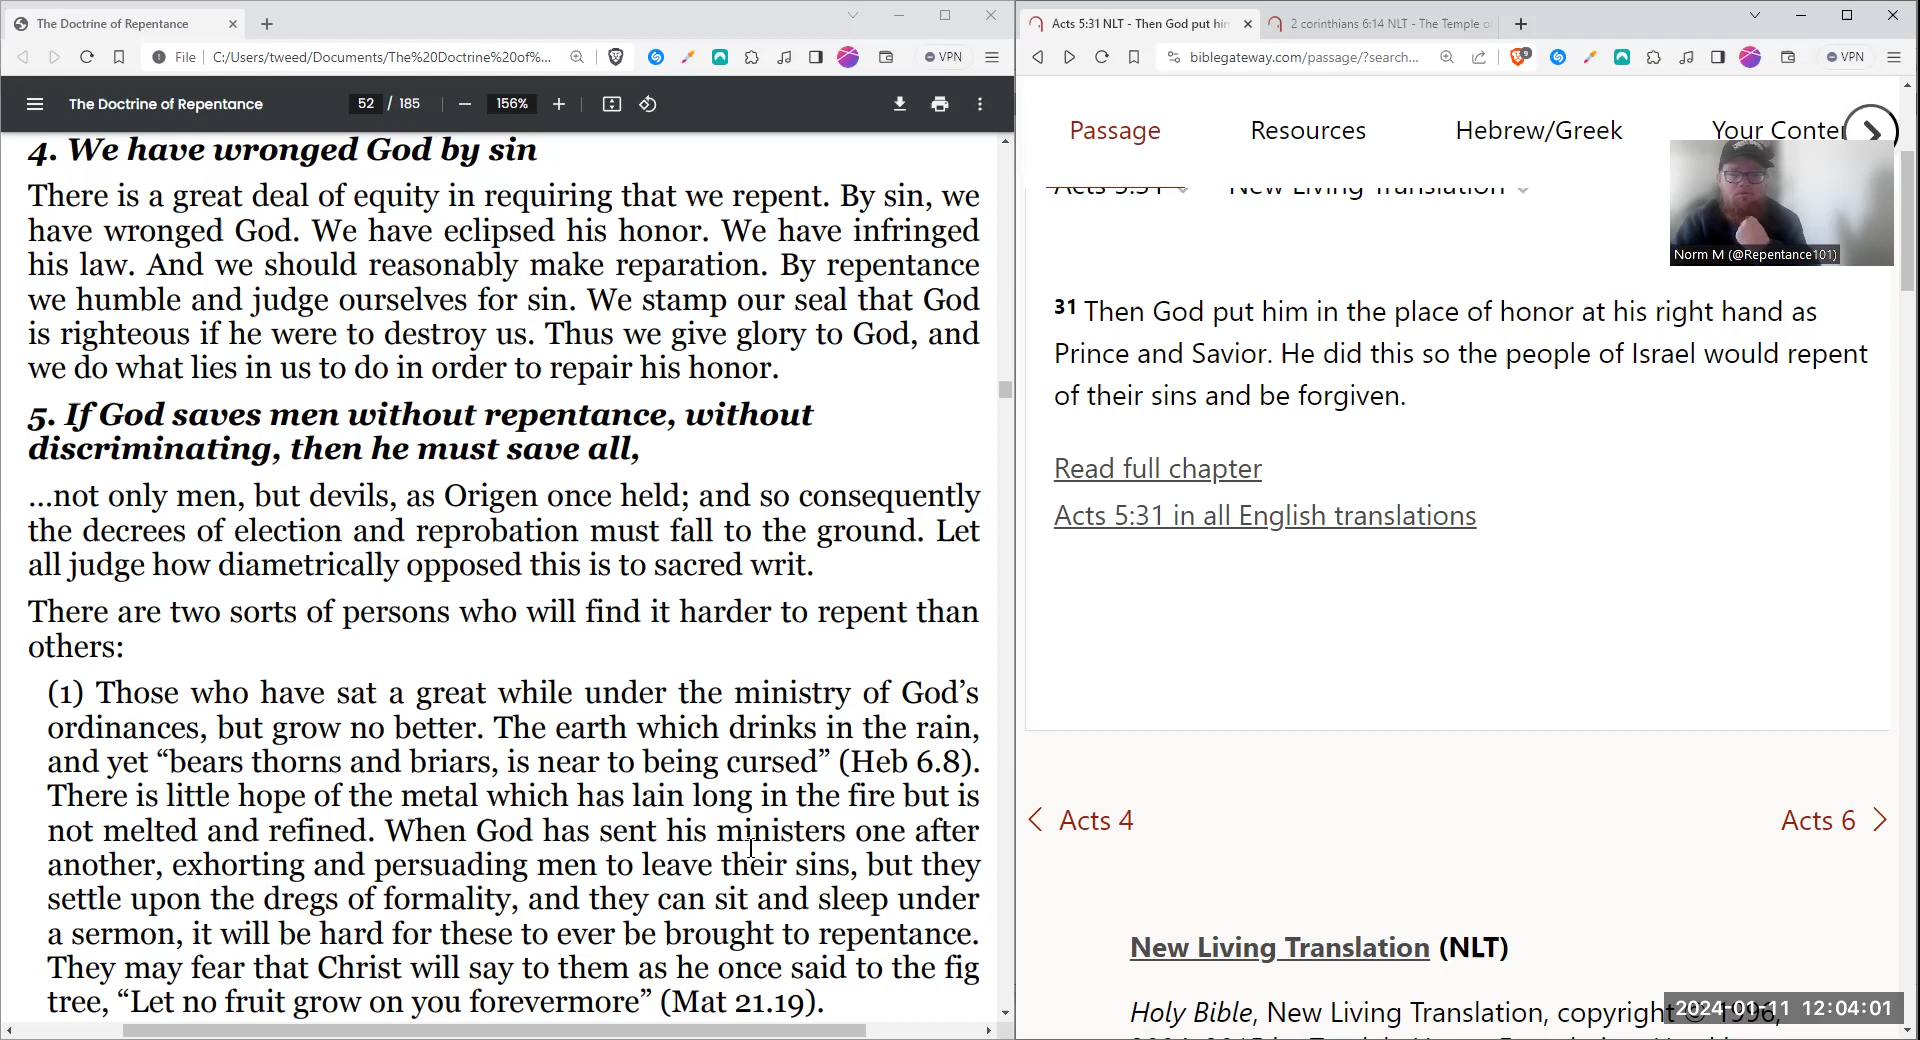 The Doctrine of Repentance
File
C:/Users/tweed/Documents/The%20Doctrine%20of%...
VPN
The Doctrine of Repentance
52 / 185
156%
4. We have wronged God by sin
There is a great deal of equity in requiring that we repent. By sin, we
have wronged God. We have eclipsed his honor. We have infringed
his law. And we should reasonably make reparation. By repentance
we humble and judge ourselves for sin. We stamp our seal that God
is righteous if he were to destroy us. Thus we give glory to God, and
we do what lies in us to do in order to repair his honor.
5. If God saves men without repentance, without
discriminating, then he must save all,
...not only men, but devils, as Origen once held; and so consequently
the decrees of election and reprobation must fall to the ground. Let
all judge how diametrically opposed this is to sacred writ.
There are two sorts of persons who will find it harder to repent than
others:
(1) Those who have sat a great while under the ministry of God's
ordinances, but grow no better. The earth which drinks in the rain,
and yet “bears thorns and briars, is near to being cursed” (Heb 6.8).
There is little hope of the metal which has lain long in the fire but is
not melted and refined. When God has sent his ministers one after
another, exhorting and persuading men to leave their sins, but they
settle upon the dregs of formality, and they can sit and sleep under
a sermon, it will be hard for these to ever be brought to repentance.
They may fear that Christ will say to them as he once said to the fig
tree, “Let no fruit grow on you forevermore” (Mat 21.19).
Acts 5:31 NLT - Then God put him
2 corinthians 6:14 NLT - The Temple o
biblegateway.com/passage/?search...
9
VPN
Passage
Resources
Hebrew/Greek
Your Conter
Acts 5:31
New Living Translation
Norm M (@Repentance101)
31 Then God put him in the place of honor at his right hand as
Prince and Savior. He did this so the people of Israel would repent
of their sins and be forgiven.
Read full chapter
Acts 5:31 in all English translations
Acts 4
Acts 6
New Living Translation (NLT)
Holy Bible, New Living Translation, copyright © 1996,
2024-01-11 12:04:01